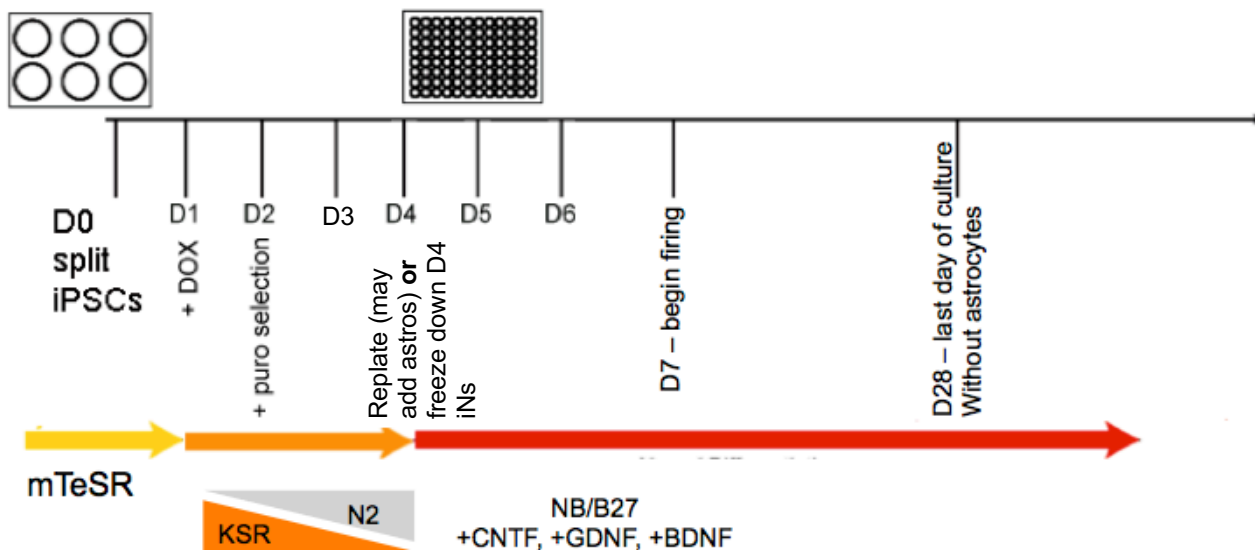 D0
split
iPSCs
D1
+ DOX
D2
+ puro selection
D3
D4
Replate (may
add astros) or
freeze down D4
iNs
D5
D6
D7 – begin firing
D28 – last day of culture
Without astrocytes
mTeSR
KSR
N2
NB/B27
+CNTF, +GDNF, +BDNF